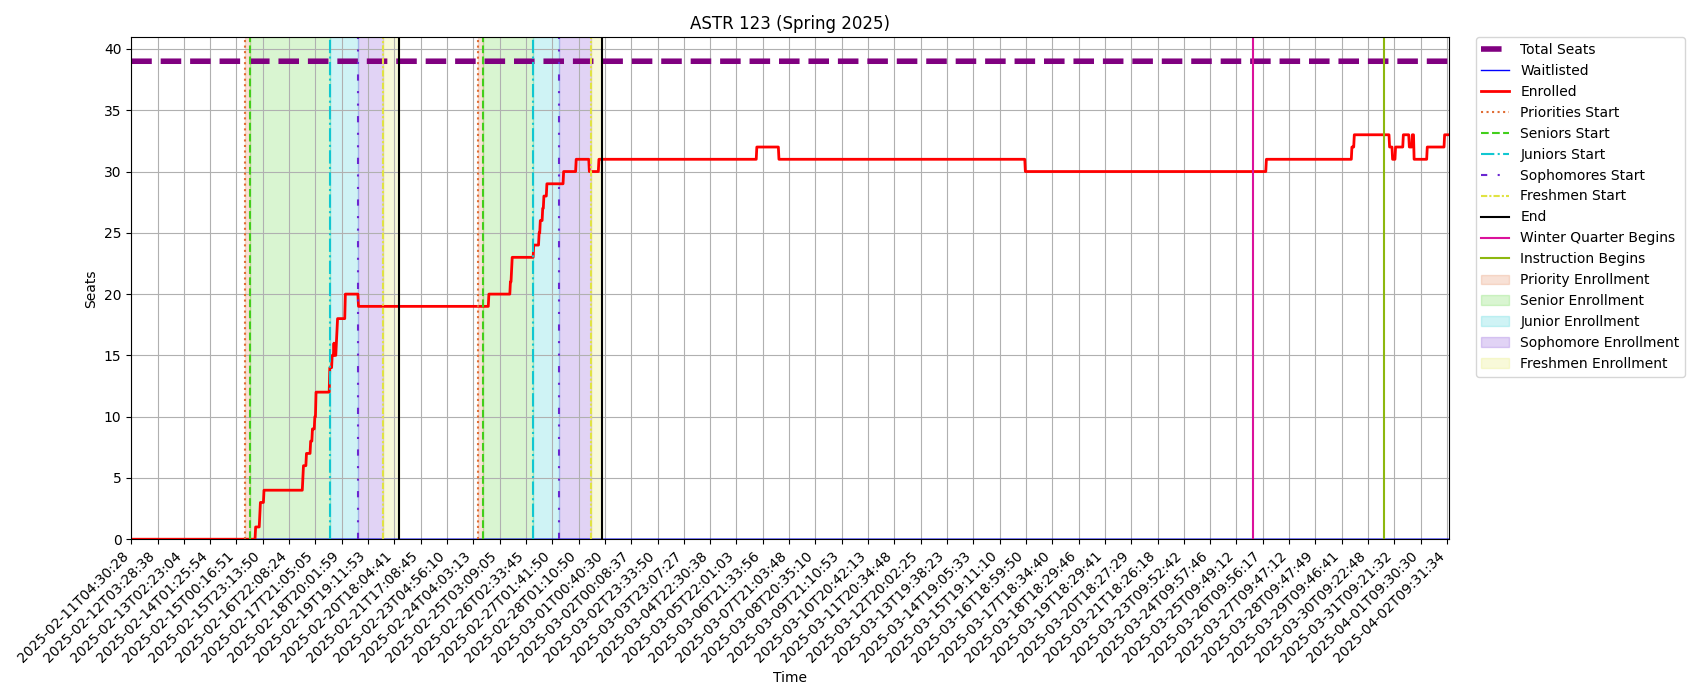 ASTR 123 (Spring 2025)
40
35
30
25
20
15
10
5
0
Seats
2025-02-11T04:30:28
2025-02-12T03:28:38
2025-02-13T02:23:04
2025-02-14T01:25:54
2025-02-15T00:16:51
2025-02-15T23:13:50
2025-02-16T22:08:24
2025-02-17T21:05:05
2025-02-18T20:01:59
2025-02-19T19:11:53
2025-02-20T18:04:41
2025-02-21T17:08:45
2025-02-23T04:56:10
2025-02-24T04:03:13
2025-02-25T03:09:05
2025-02-26T02:33:45
2025-02-27T01:41:50
2025-02-28T01:10:50
2025-03-01T00:40:30
2025-03-02T00:08:37
2025-03-02T23:33:50
2025-03-03T23:07:27
2025-03-04T22:30:38
2025-03-05T22:01:03
2025-03-06T21:33:56
2025-03-07T21:03:48
2025-03-08T20:35:10
2025-03-09T21:10:53
2025-03-10T20:42:13
2025-03-11T20:34:48
2025-03-12T20:02:25
2025-03-13T19:38:23
2025-03-14T19:05:33
2025-03-15T19:11:10
2025-03-16T18:59:50
2025-03-17T18:34:40
2025-03-18T18:29:46
2025-03-19T18:29:41
2025-03-20T18:27:29
2025-03-21T18:26:18
2025-03-23T09:52:42
2025-03-24T09:57:46
2025-03-25T09:49:12
2025-03-26T09:56:17
2025-03-27T09:47:12
2025-03-28T09:47:49
2025-03-29T09:46:41
2025-03-30T09:22:48
2025-03-31T09:21:32
2025-04-01T09:30:30
2025-04-02T09:31:34
Time
Total Seats
Waitlisted
Enrolled
Priorities Start
Seniors Start
Juniors Start
Sophomores Start
Freshmen Start
End
Winter Quarter Begins
Instruction Begins
Priority Enrollment
Senior Enrollment
Junior Enrollment
Sophomore Enrollment
Freshmen Enrollment